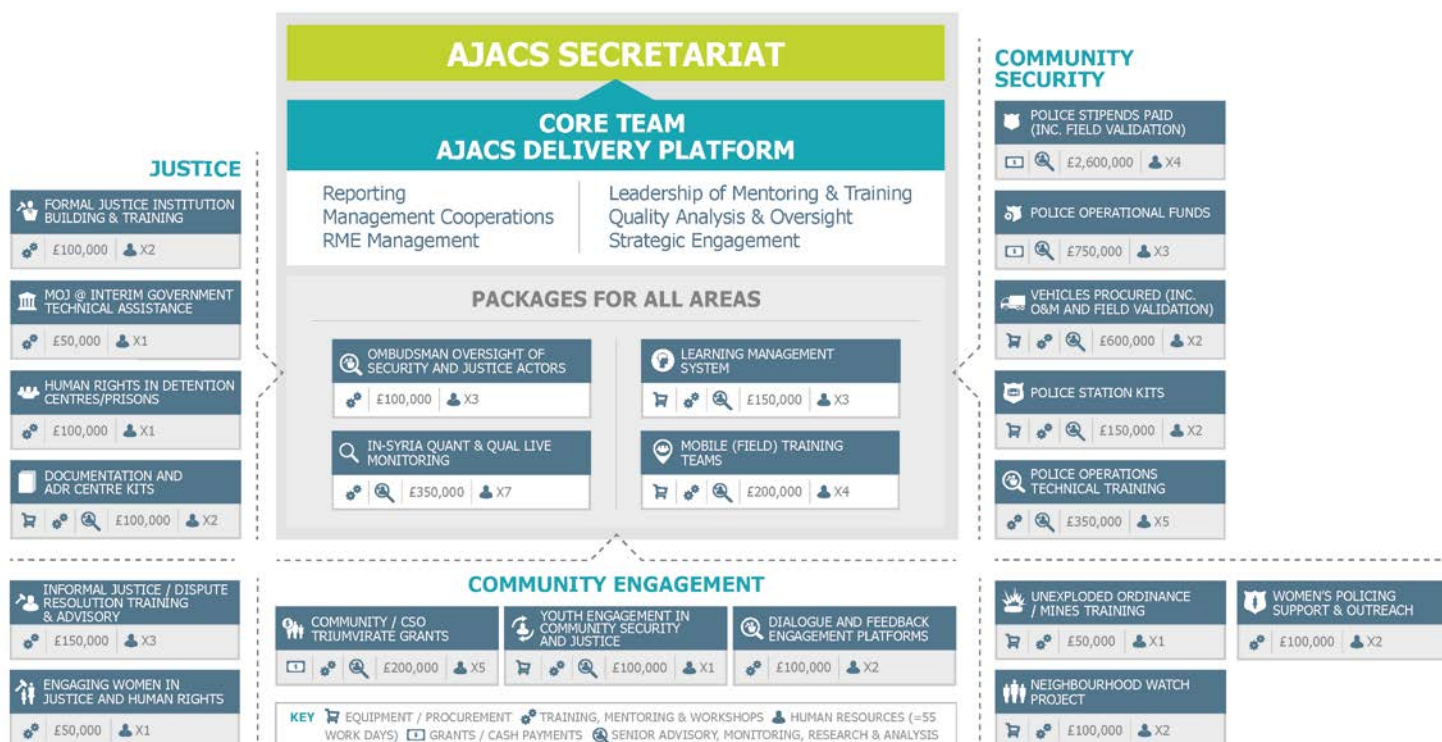 AJACS SECRETARIAT
CORE TEAM
AJACS DELIVERY PLATFORM
Reporting
Management Cooperations
RME Management
Leadership of Mentoring & Training
Quality Analysis & Oversight
Strategic Engagement
PACKAGES FOR ALL AREAS
OMBUDSMAN OVERSIGHT OF
SECURITY AND JUSTICE ACTORS
£100,000 X3
LEARNING MANAGEMENT
SYSTEM
£150,000 X3
IN-SYRIA QUANT & QUAL LIVE
MONITORING
£350,000 X7
MOBILE (FIELD) TRAINING
TEAMS
£200,000 X4
JUSTICE
FORMAL JUSTICE INSTITUTION
BUILDING & TRAINING
£100,000 X2
MOJ @ INTERIM GOVERNMENT
TECHNICAL ASSISTANCE
£50,000 X1
HUMAN RIGHTS IN DETENTION
CENTRES/PRISONS
£100,000 X1
DOCUMENTATION AND
ADR CENTRE KITS
£100,000 X2
INFORMAL JUSTICE / DISPUTE
RESOLUTION TRAINING
& ADVISORY
£150,000 X3
ENGAGING WOMEN IN
JUSTICE AND HUMAN RIGHTS
£50,000 X1
COMMUNITY ENGAGEMENT
COMMUNITY / CSO
TRIUMVIRATE GRANTS
£200,000 X5
YOUTH ENGAGEMENT IN
COMMUNITY SECURITY
AND JUSTICE
£100,000 X1
DIALOGUE AND FEEDBACK
ENGAGEMENT PLATFORMS
£100,000 X2
KEY EQUIPMENT / PROCUREMENT TRAINING, MENTORING & WORKSHOPS HUMAN RESOURCES (=55
WORK DAYS) GRANTS / CASH PAYMENTS SENIOR ADVISORY, MONITORING, RESEARCH & ANALYSIS
COMMUNITY
SECURITY
POLICE STIPENDS PAID
(INC. FIELD VALIDATION)
£2,600,000 X4
POLICE OPERATIONAL FUNDS
£750,000 X3
VEHICLES PROCURED (INC.
O&M AND FIELD VALIDATION)
£600,000 X2
POLICE STATION KITS
£150,000 X2
POLICE OPERATIONS
TECHNICAL TRAINING
£350,000 X5
UNEXPLODED ORDINANCE
/ MINES TRAINING
£50,000 X1
WOMEN'S POLICING
SUPPORT & OUTREACH
£100,000 X2
NEIGHBOURHOOD WATCH
PROJECT
£100,000 X2